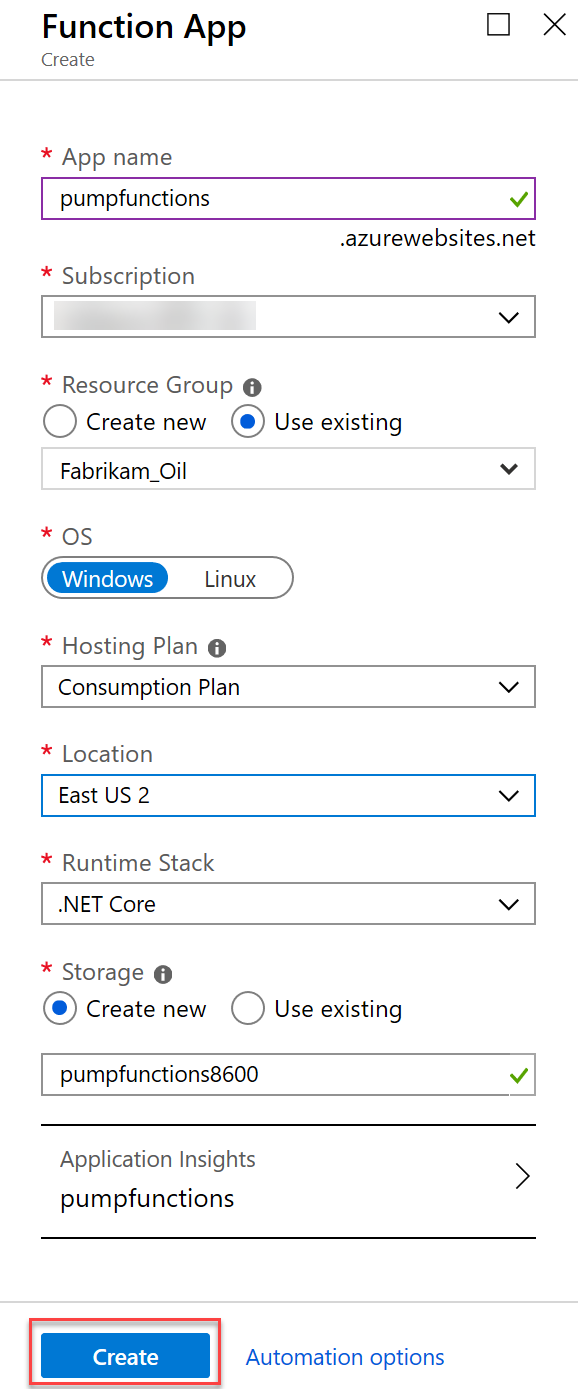 Function App
Create
* App name
pumpfunctions
.azurewebsites.net
* Subscription
* Resource Group
Create new Use existing
Fabrikam_Oil
* OS
Windows Linux
* Hosting Plan
Consumption Plan
* Location
East US 2
* Runtime Stack
.NET Core
* Storage
Create new Use existing
pumpfunctions8600
Application Insights
pumpfunctions
Create Automation options